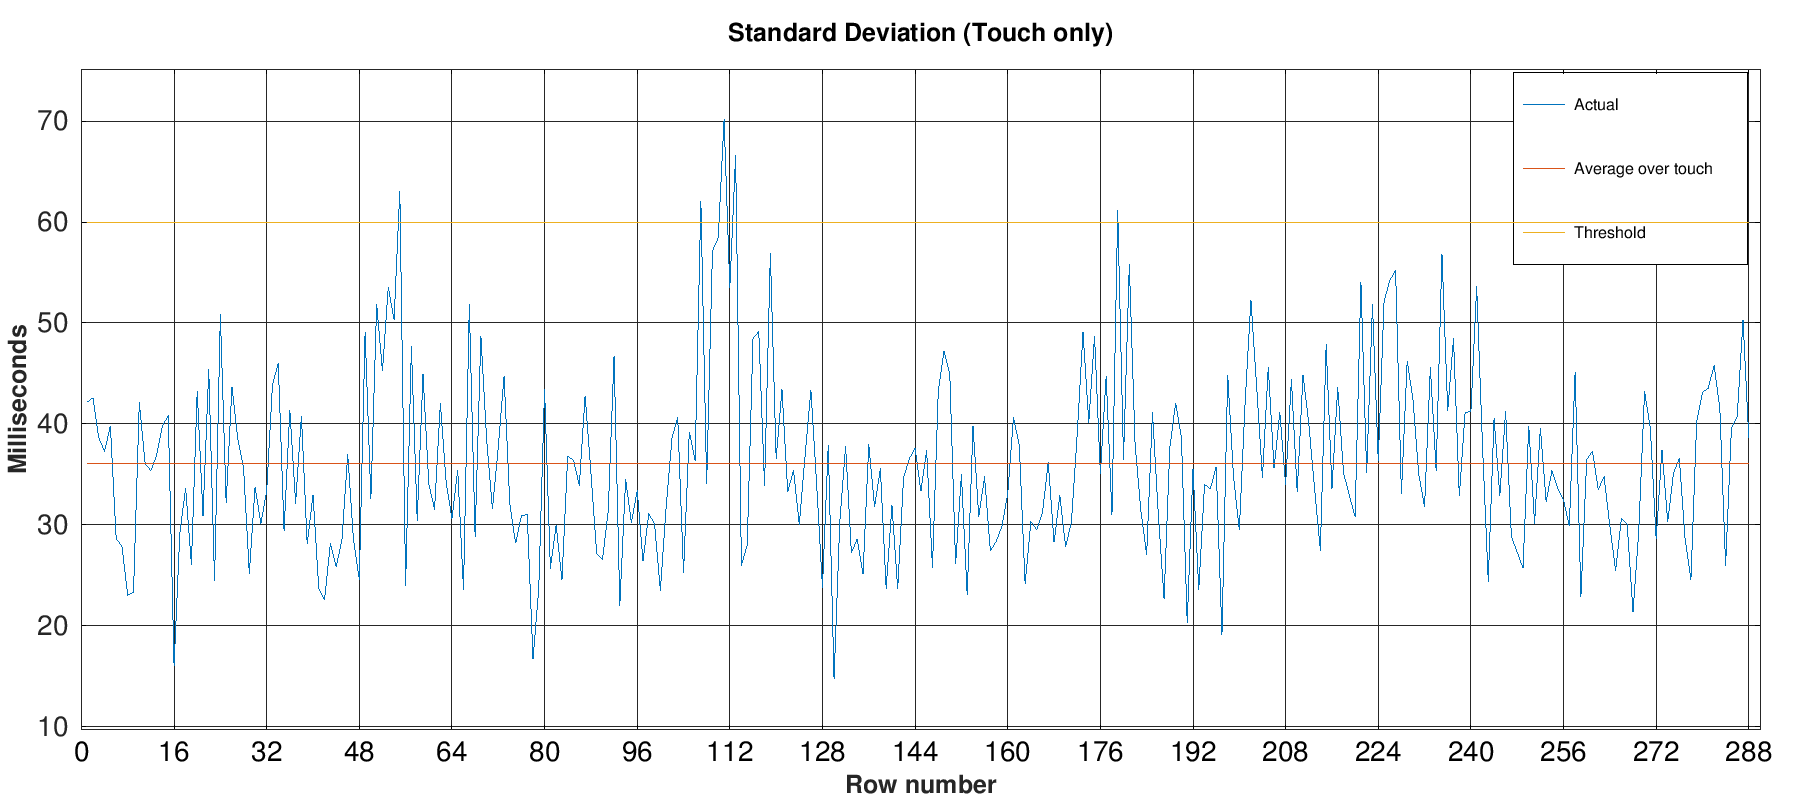 Standard Deviation (Touch only)
Milliseconds
70
60
50
40
30
20
10
Actual
Average over touch
Threshold
0 16 32 48 64 80 96 112 128 144 160 176 192 208 224 240 256 272 288
Row number